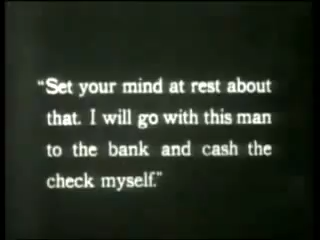 "Set your mind at rest about
that. I will go with this man
to the bank and cash the
check myself."